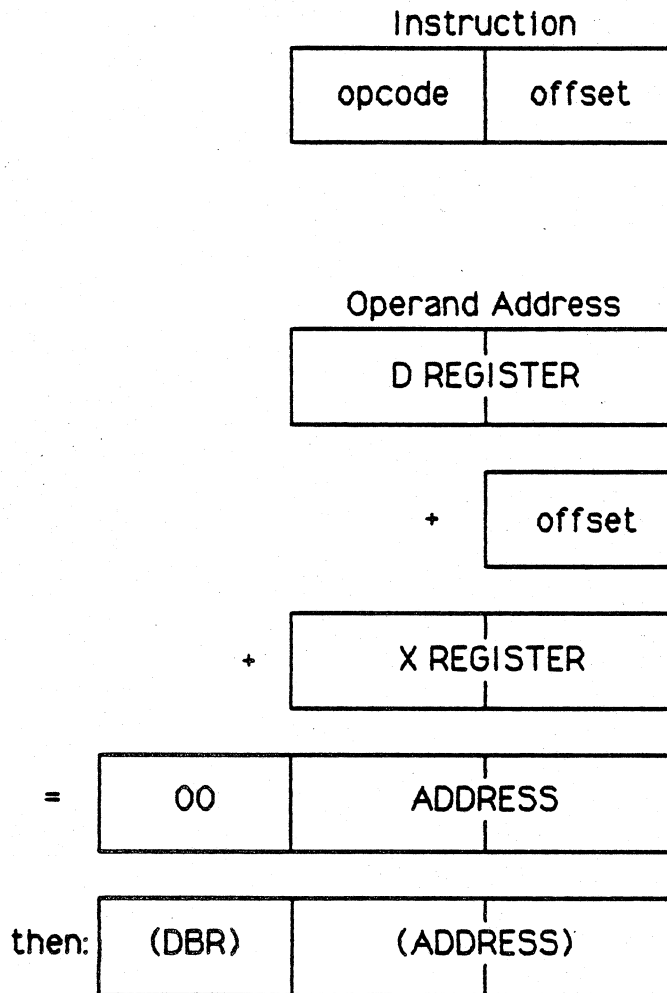 Instruction
opcode offset
Operand Address
D REGISTER
+ offset
+ X REGISTER
= 00 ADDRESS
then: (DBR) (ADDRESS)